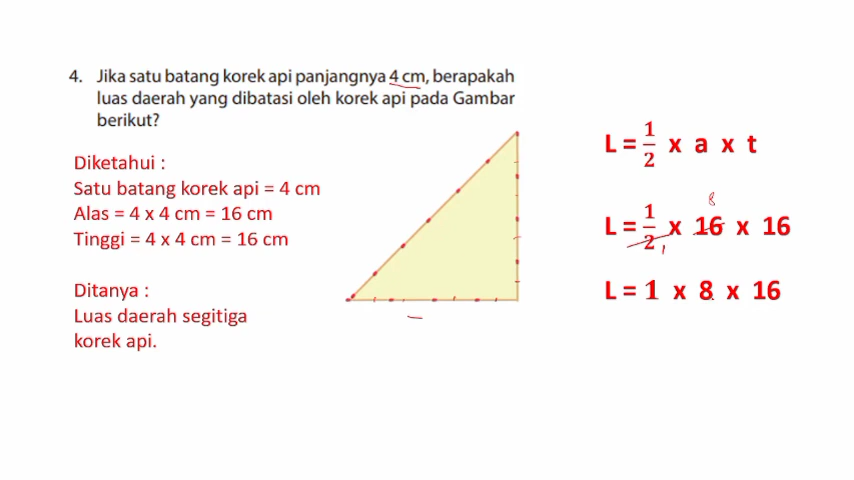 4. Jika satu batang korek api panjangnya 4 cm, berapakah
luas daerah yang dibatasi oleh korek api pada Gambar
berikut?
Diketahui :
Satu batang korek api = 4 cm
Alas = 4 x 4 cm = 16 cm
Tinggi = 4 x 4 cm = 16 cm
Ditanya :
Luas daerah segitiga
korek api.
L = 1/2 x a x t
8
L = 1/2 x 16 x 16
1
L = 1 x 8 x 16